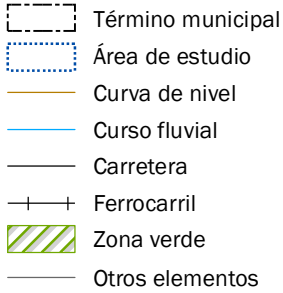 Término municipal
Área de estudio
Curva de nivel
Curso fluvial
Carretera
Ferrocarril
Zona verde
Otros elementos